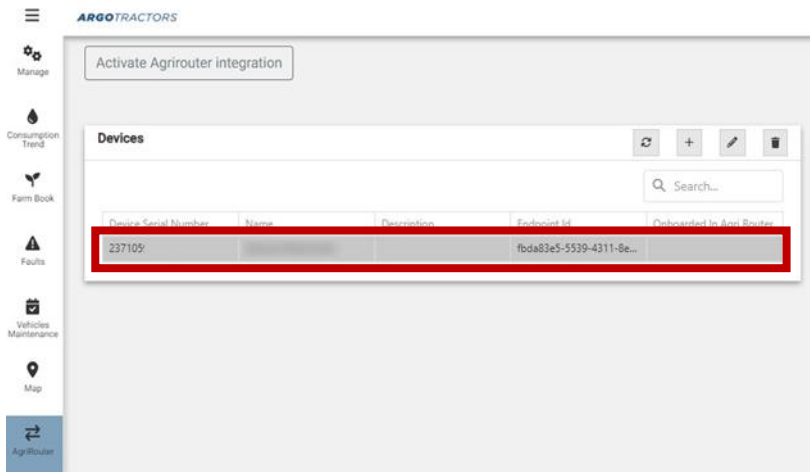 ARGOTRACTORS
Manage
Activate Agrirouter integration
Consumption
Trend
Devices
Search...
Farm Book
Device Serial Number Name Description Endpoint Id Onboarded In Agri Router
237105 fbda83e5-5539-4311-8e...
Faults
Vehicles
Maintenance
Map
AgriRouter